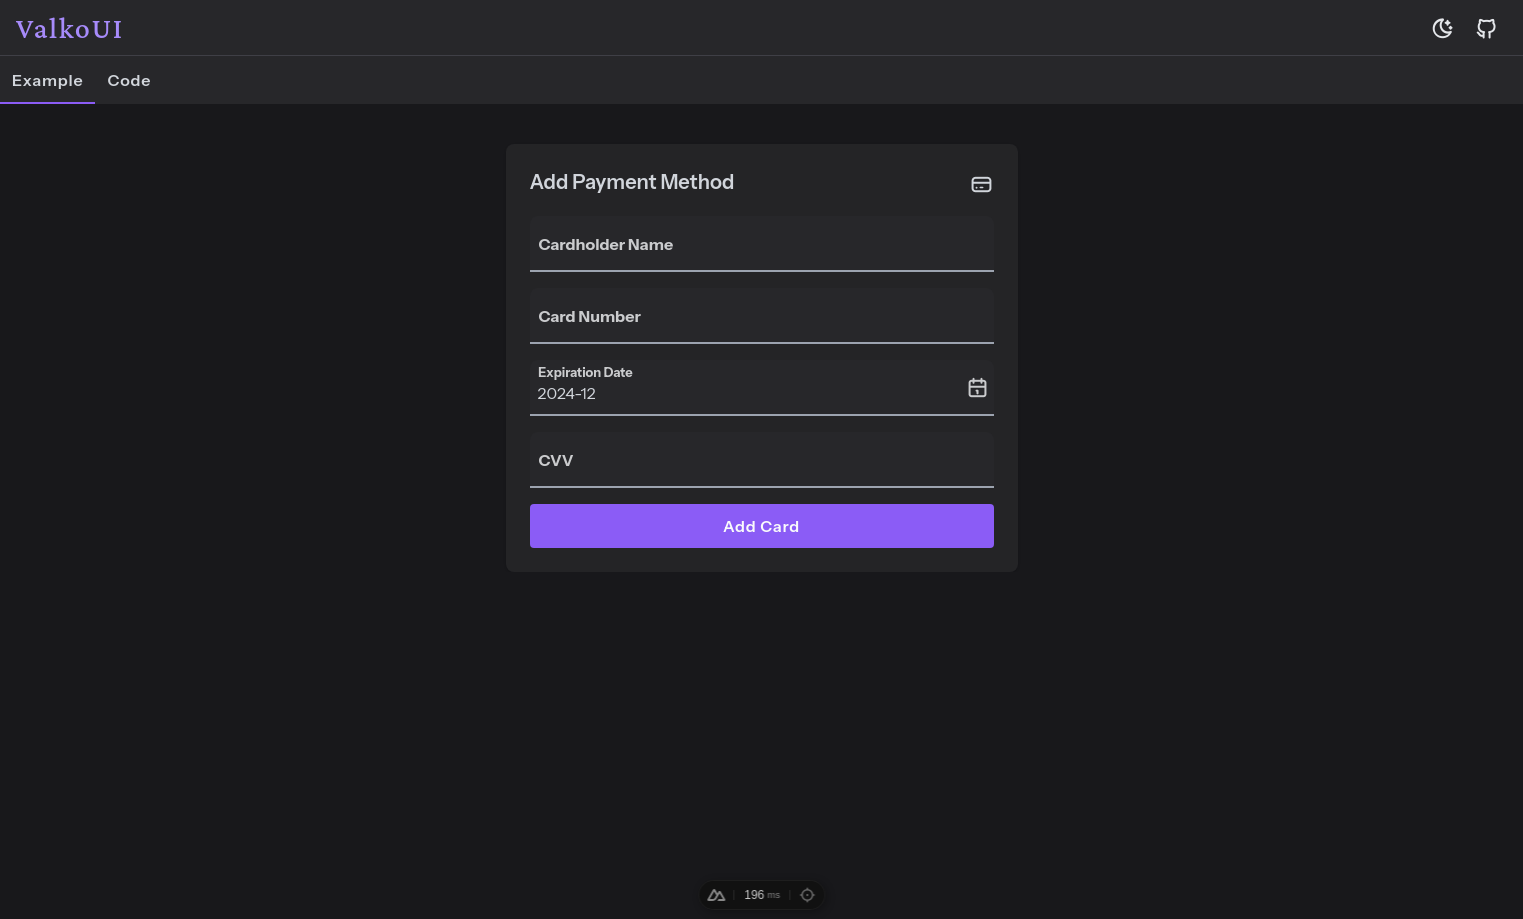 ValkoUI
Example Code
Add Payment Method
Cardholder Name
Card Number
Expiration Date
2024-12
CVV
Add Card
196 ms